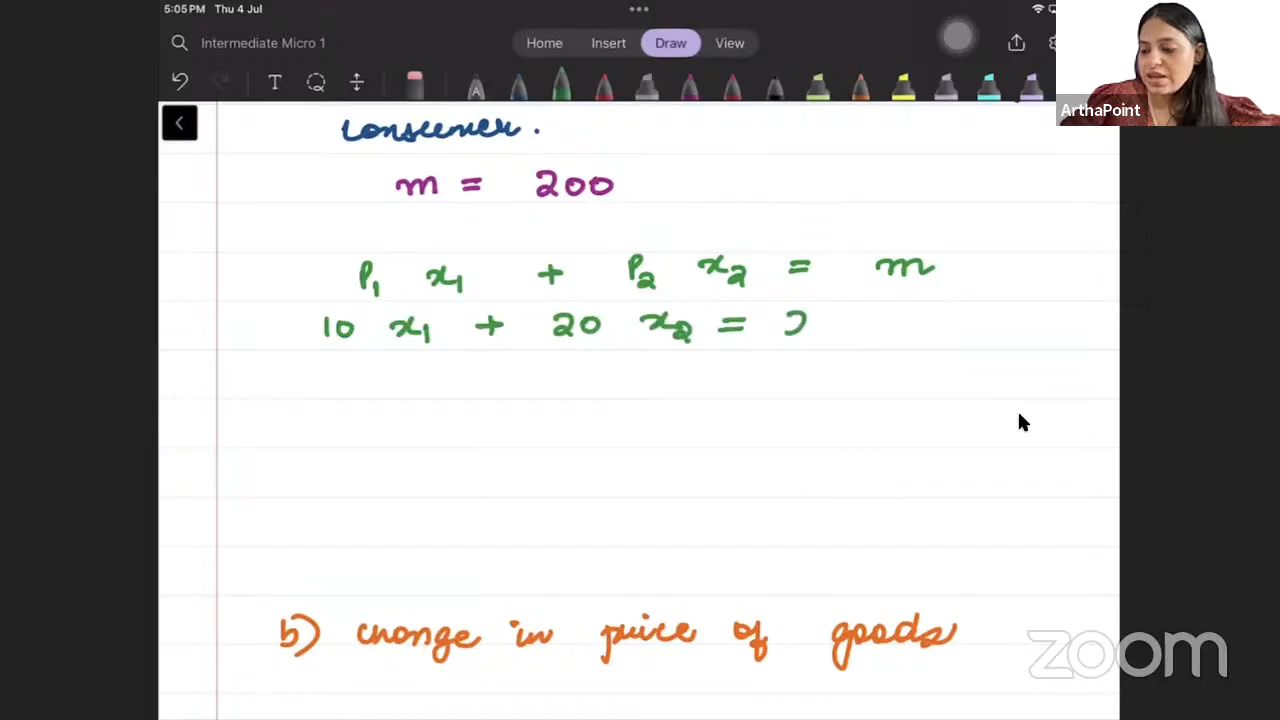 5:05 PM Thu 4 Jul
Intermediate Micro 1
Home Insert Draw View
T
A
ArthaPoint
consumer.
m = 200
P₁ x₁ + P₂ x₂ = m
10 x₁ + 20 x₂ =
b) change in price of goods
zoom